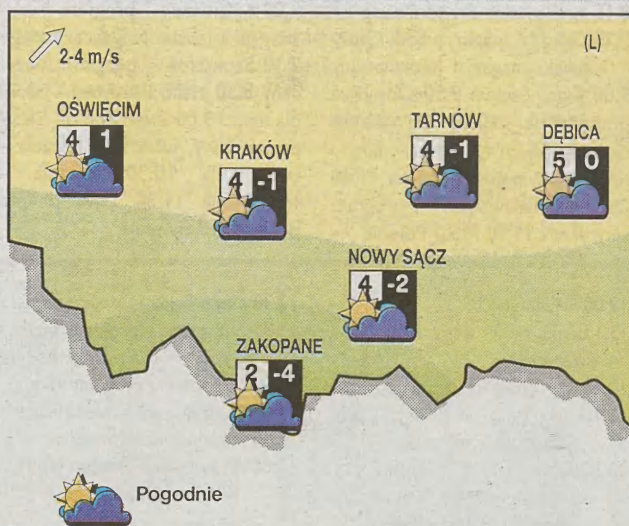 2-4 m/s
(L)
OŚWIĘCIM
4 1
KRAKÓW
4 -1
TARNÓW
4 -1
DĘBICA
5 0
NOWY SĄCZ
4 -2
ZAKOPANE
2 -4
Pogodnie